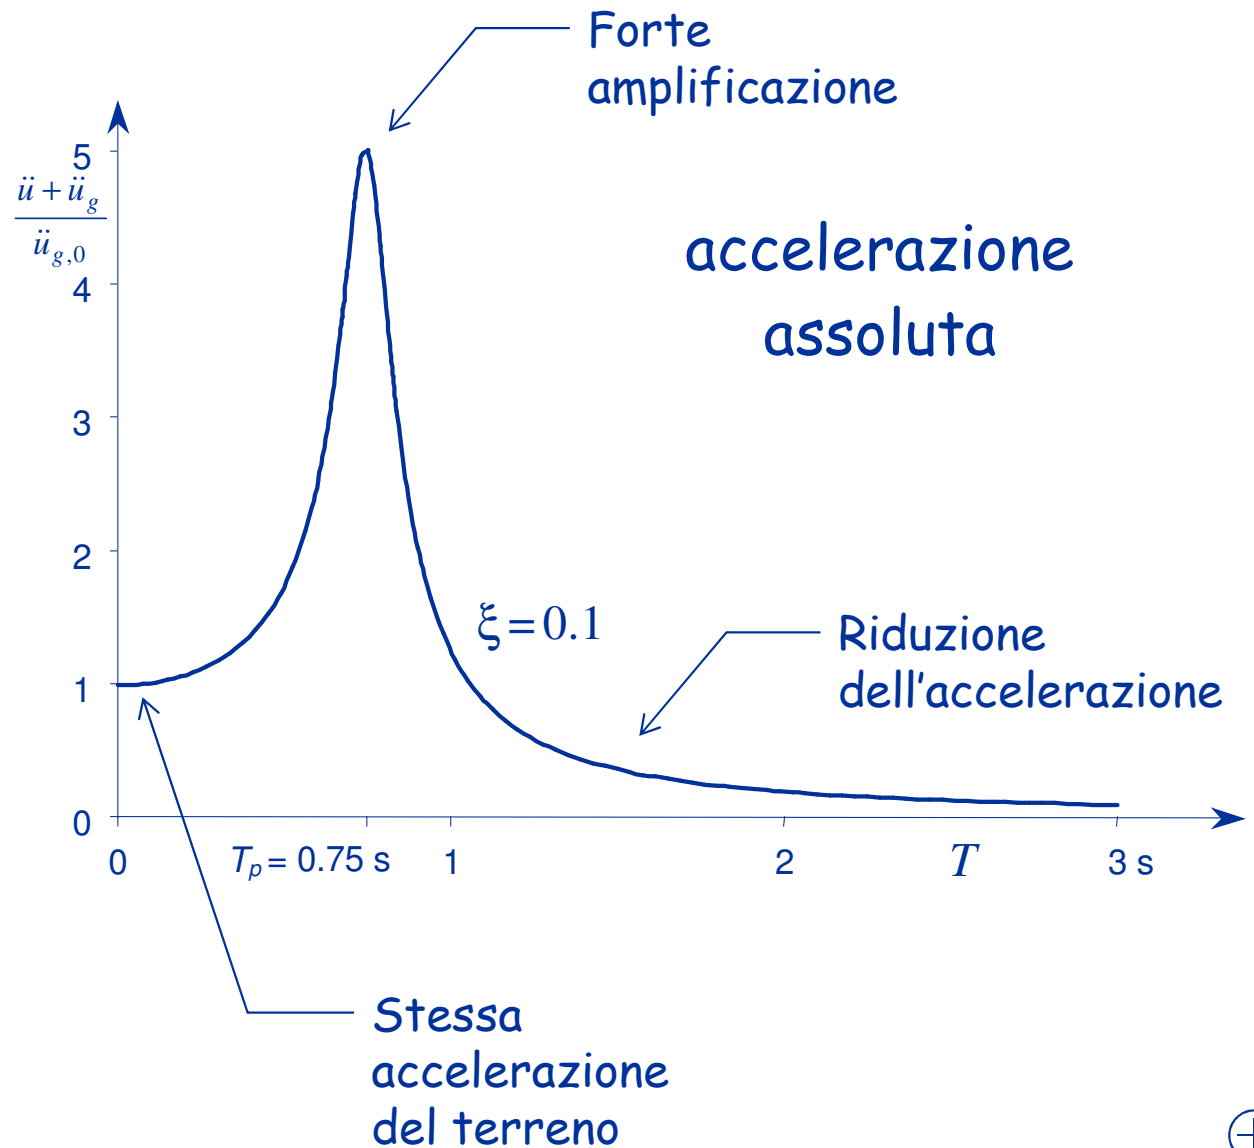 Forte
amplificazione
5
ü + ü_g
ü_{g,0}
accelerazione
assoluta
4
3
2
ξ = 0.1
Riduzione
dell'accelerazione
1
0
0 T_p = 0.75 s 1 2 T 3 s
Stessa
accelerazione
del terreno